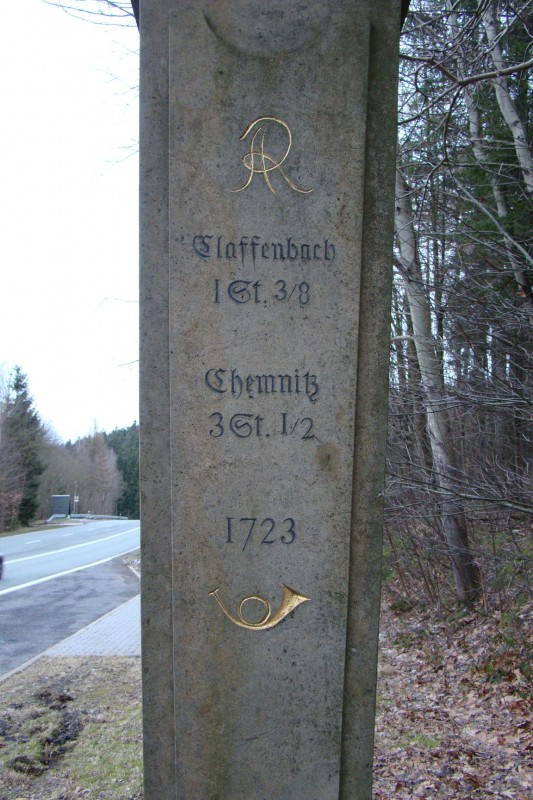 AR
Claffenbach
1 St. 3/8
Chemnitz
3 St. 1/2
1723